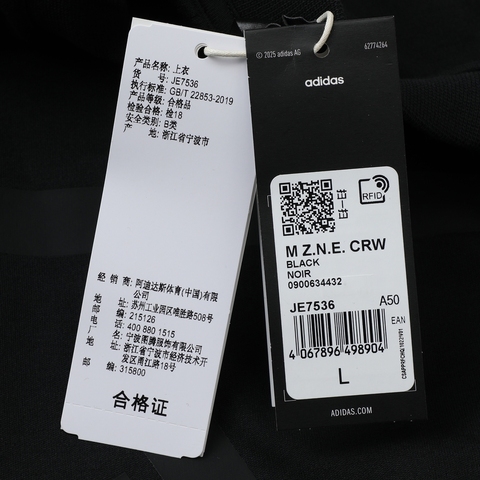 产品名称: 上衣
货 号: JE7536
执行标准: GB/T 22853-2019
产品等级: 合格品
检验合格: 检18
安全类别: B类
产 地: 浙江省宁波市
经 销 商: 阿迪达斯体育(中国)有限
公司
地 址: 苏州工业园区唯胜路508号
邮 编: 215126
电 话: 400 880 1515
制 造 商: 宁波图腾服饰有限公司
地 址: 浙江省宁波市经济技术开
发区甬江路18号
邮 编: 315800
合格证
© 2025 adidas AG
62774264
adidas
RFID
M Z.N.E. CRW
BLACK
NOIR
0900634432
JE7536
A50
EAN
4 067896 498904
L
ADIDAS.COM